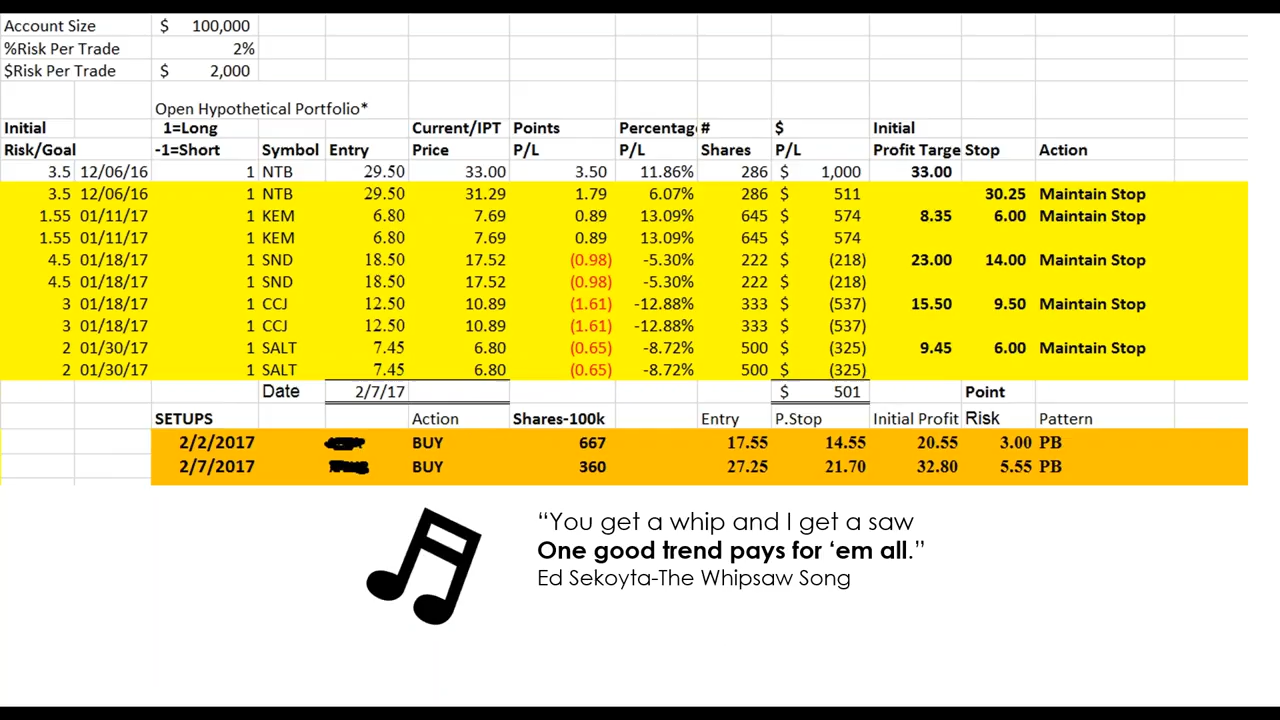 Account Size $ 100,000
%Risk Per Trade 2%
$Risk Per Trade $ 2,000
Open Hypothetical Portfolio*
Initial 1=Long Current/IPT Points Percentag # $ Initial
Risk/Goal -1=Short Symbol Entry Price P/L P/L Shares P/L Profit Targe Stop Action
3.5 12/06/16 1 NTB 29.50 33.00 3.50 11.86% 286 $ 1,000 33.00
3.5 12/06/16 1 NTB 29.50 31.29 1.79 6.07% 286 $ 511 30.25 Maintain Stop
1.55 01/11/17 1 KEM 6.80 7.69 0.89 13.09% 645 $ 574 8.35 6.00 Maintain Stop
1.55 01/11/17 1 KEM 6.80 7.69 0.89 13.09% 645 $ 574
4.5 01/18/17 1 SND 18.50 17.52 (0.98) -5.30% 222 $ (218) 23.00 14.00 Maintain Stop
4.5 01/18/17 1 SND 18.50 17.52 (0.98) -5.30% 222 $ (218)
3 01/18/17 1 CCJ 12.50 10.89 (1.61) -12.88% 333 $ (537) 15.50 9.50 Maintain Stop
3 01/18/17 1 CCJ 12.50 10.89 (1.61) -12.88% 333 $ (537)
2 01/30/17 1 SALT 7.45 6.80 (0.65) -8.72% 500 $ (325) 9.45 6.00 Maintain Stop
2 01/30/17 1 SALT 7.45 6.80 (0.65) -8.72% 500 $ (325)
Date 2/7/17 $ 501 Point
SETUPS Action Shares-100k Entry P.Stop Initial Profit Risk Pattern
2/2/2017 BUY 667 17.55 14.55 20.55 3.00 PB
2/7/2017 BUY 360 27.25 21.70 32.80 5.55 PB
“You get a whip and I get a saw
One good trend pays for ‘em all.”
Ed Sekoyta-The Whipsaw Song